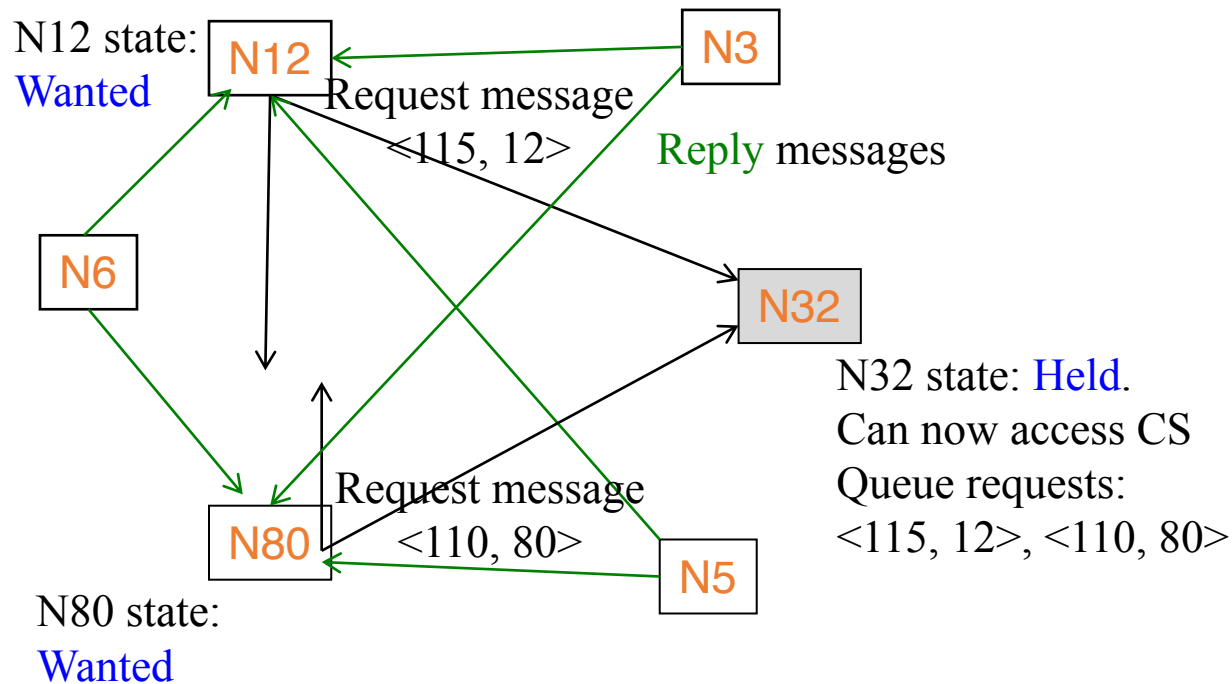 N12 state:
Wanted
N12
N3
Request message
<115, 12>
Reply messages
N6
N32
N32 state: Held.
Can now access CS
Queue requests:
<115, 12>, <110, 80>
Request message
<110, 80>
N80
N5
N80 state:
Wanted